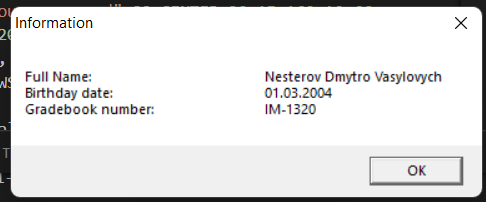 Information
Full Name: Nesterov Dmytro Vasylovych
Birthday date: 01.03.2004
Gradebook number: IM-1320
OK